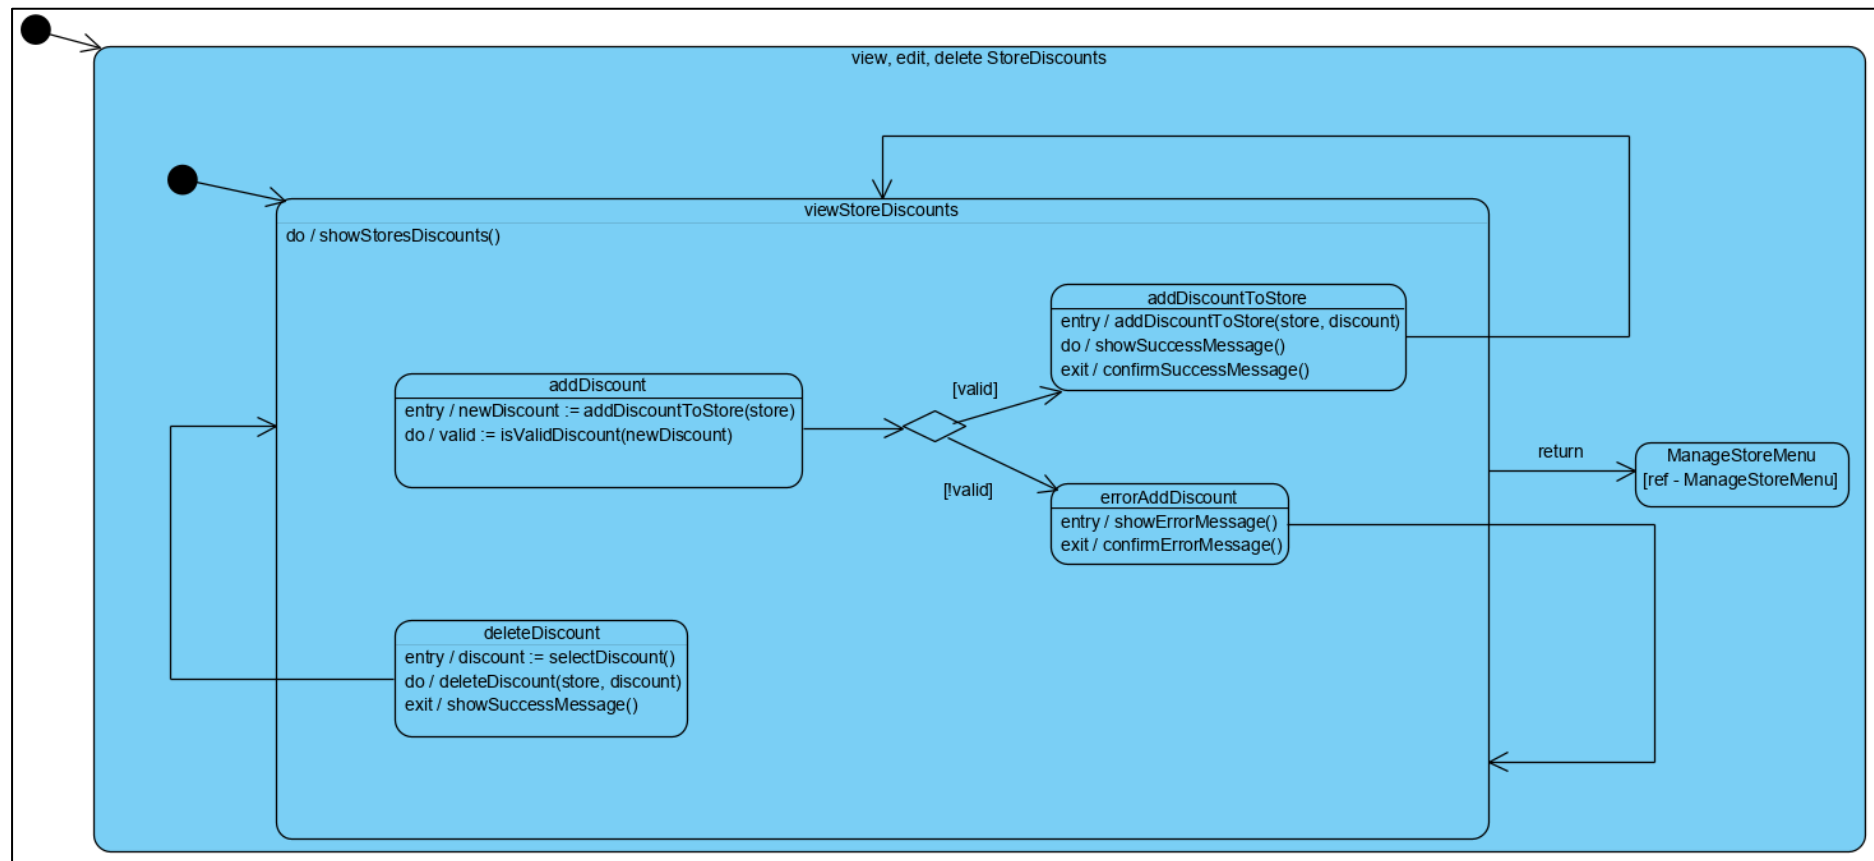 view, edit, delete StoreDiscounts
viewStoreDiscounts
do / showStoresDiscounts()
addDiscountToStore
entry / addDiscountToStore(store, discount)
do / showSuccessMessage()
exit / confirmSuccessMessage()
addDiscount
entry / newDiscount := addDiscountToStore(store)
do / valid := isValidDiscount(newDiscount)
[valid]
[!valid]
errorAddDiscount
entry / showErrorMessage()
exit / confirmErrorMessage()
return
ManageStoreMenu
[ref - ManageStoreMenu]
deleteDiscount
entry / discount := selectDiscount()
do / deleteDiscount(store, discount)
exit / showSuccessMessage()